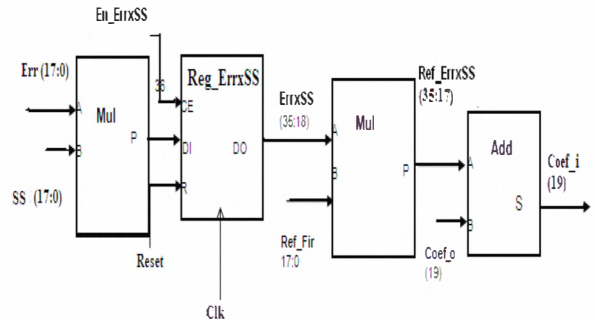 En_ErrxSS
Err (17:0)
36
Reg_ErrxSS
ErrxSS
(35:18)
Ref_ErrxSS
(35:17)
A
Mul
CE
A
Mul
B
P
DI
DO
B
P
A
Add
Coef_i
(19)
SS (17:0)
R
S
B
Reset
Ref_Fir
17:0
Coef_o
(19)
Clk